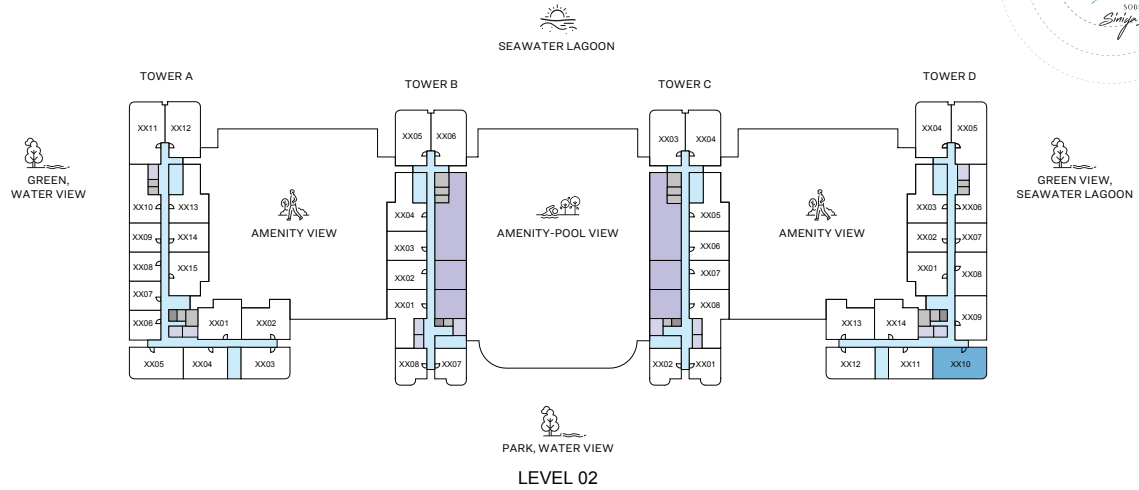 SOB
Siniya
SEAWATER LAGOON
TOWER A
TOWER B
TOWER C
TOWER D
XX11 XX12
XX05 XX06
XX03 XX04
XX04 XX05
GREEN,
WATER VIEW
GREEN VIEW,
SEAWATER LAGOON
XX10 XX13
XX09 XX14
XX08 XX15
XX07
XX06 XX01 XX02
XX05 XX04 XX03
AMENITY VIEW
XX04
XX03
XX02
XX01
XX08 XX07
AMENITY-POOL VIEW
XX05
XX06
XX07
XX08
XX02 XX01
AMENITY VIEW
XX03 XX06
XX02 XX07
XX01 XX08
XX09
XX13 XX14
XX12 XX11 XX10
PARK, WATER VIEW
LEVEL 02